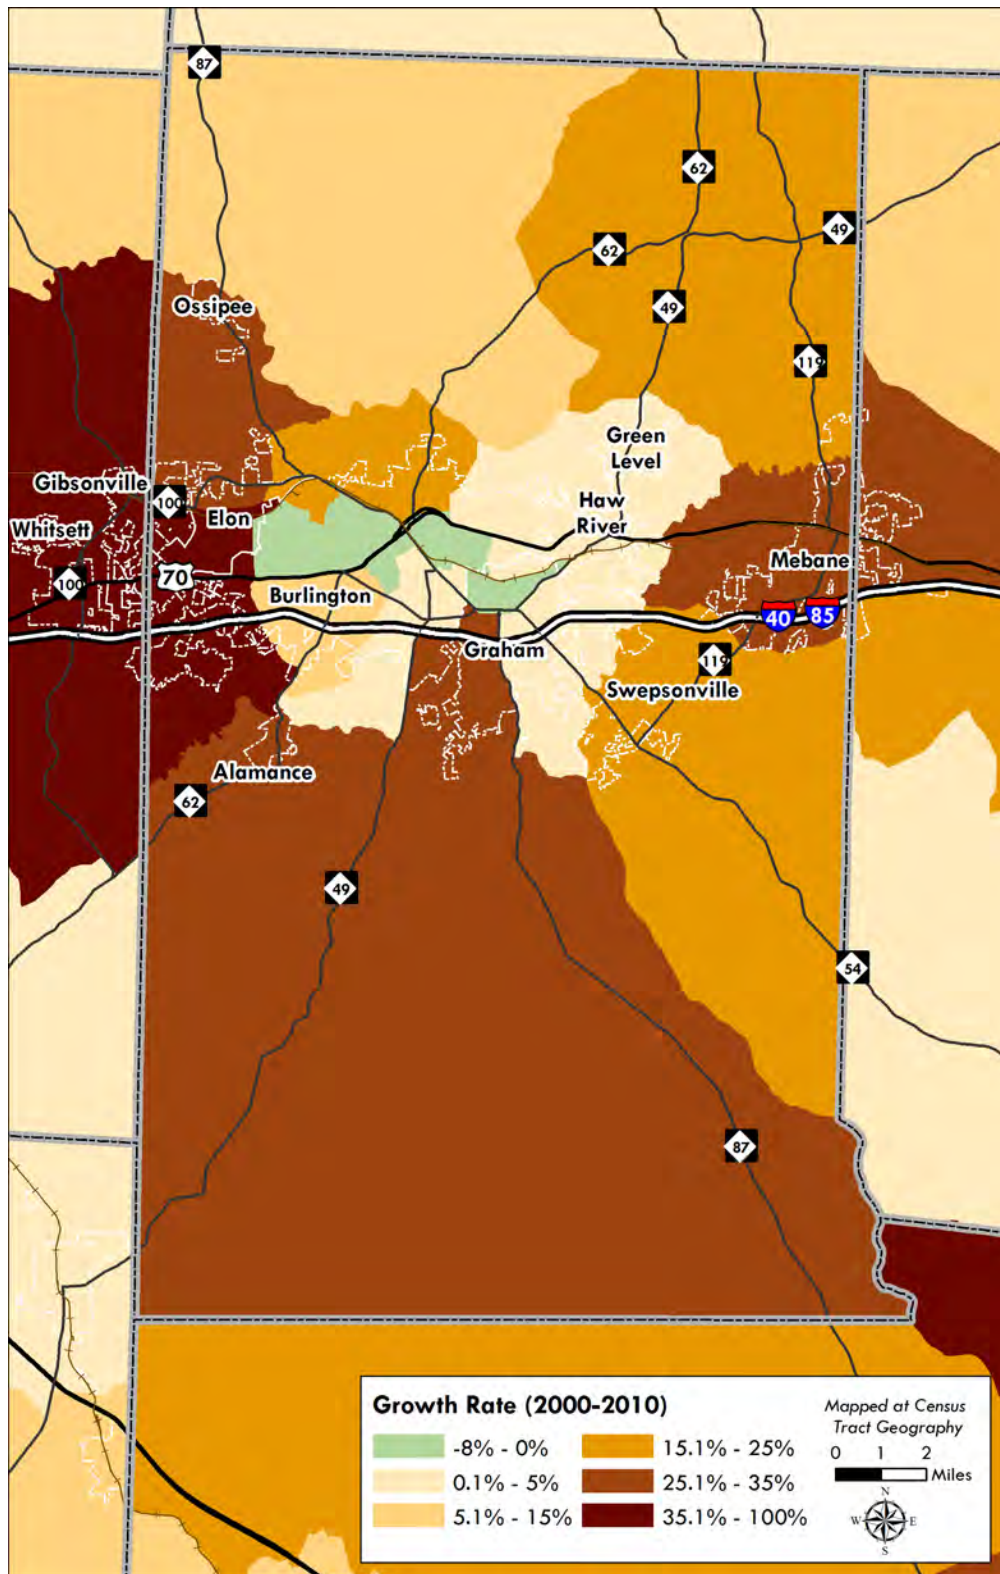 87
62
49
62
49
Ossipee
119
Green
Level
Gibsonville
100
Haw
River
Elon
Whitsett
Mebane
100
70
Burlington
40
85
Graham
119
Swepsonville
Alamance
62
49
54
87
Growth Rate (2000-2010)
-8% - 0%
0.1% - 5%
5.1% - 15%
15.1% - 25%
25.1% - 35%
35.1% - 100%
Mapped at Census
Tract Geography
0 1 2
Miles
N
W E
S